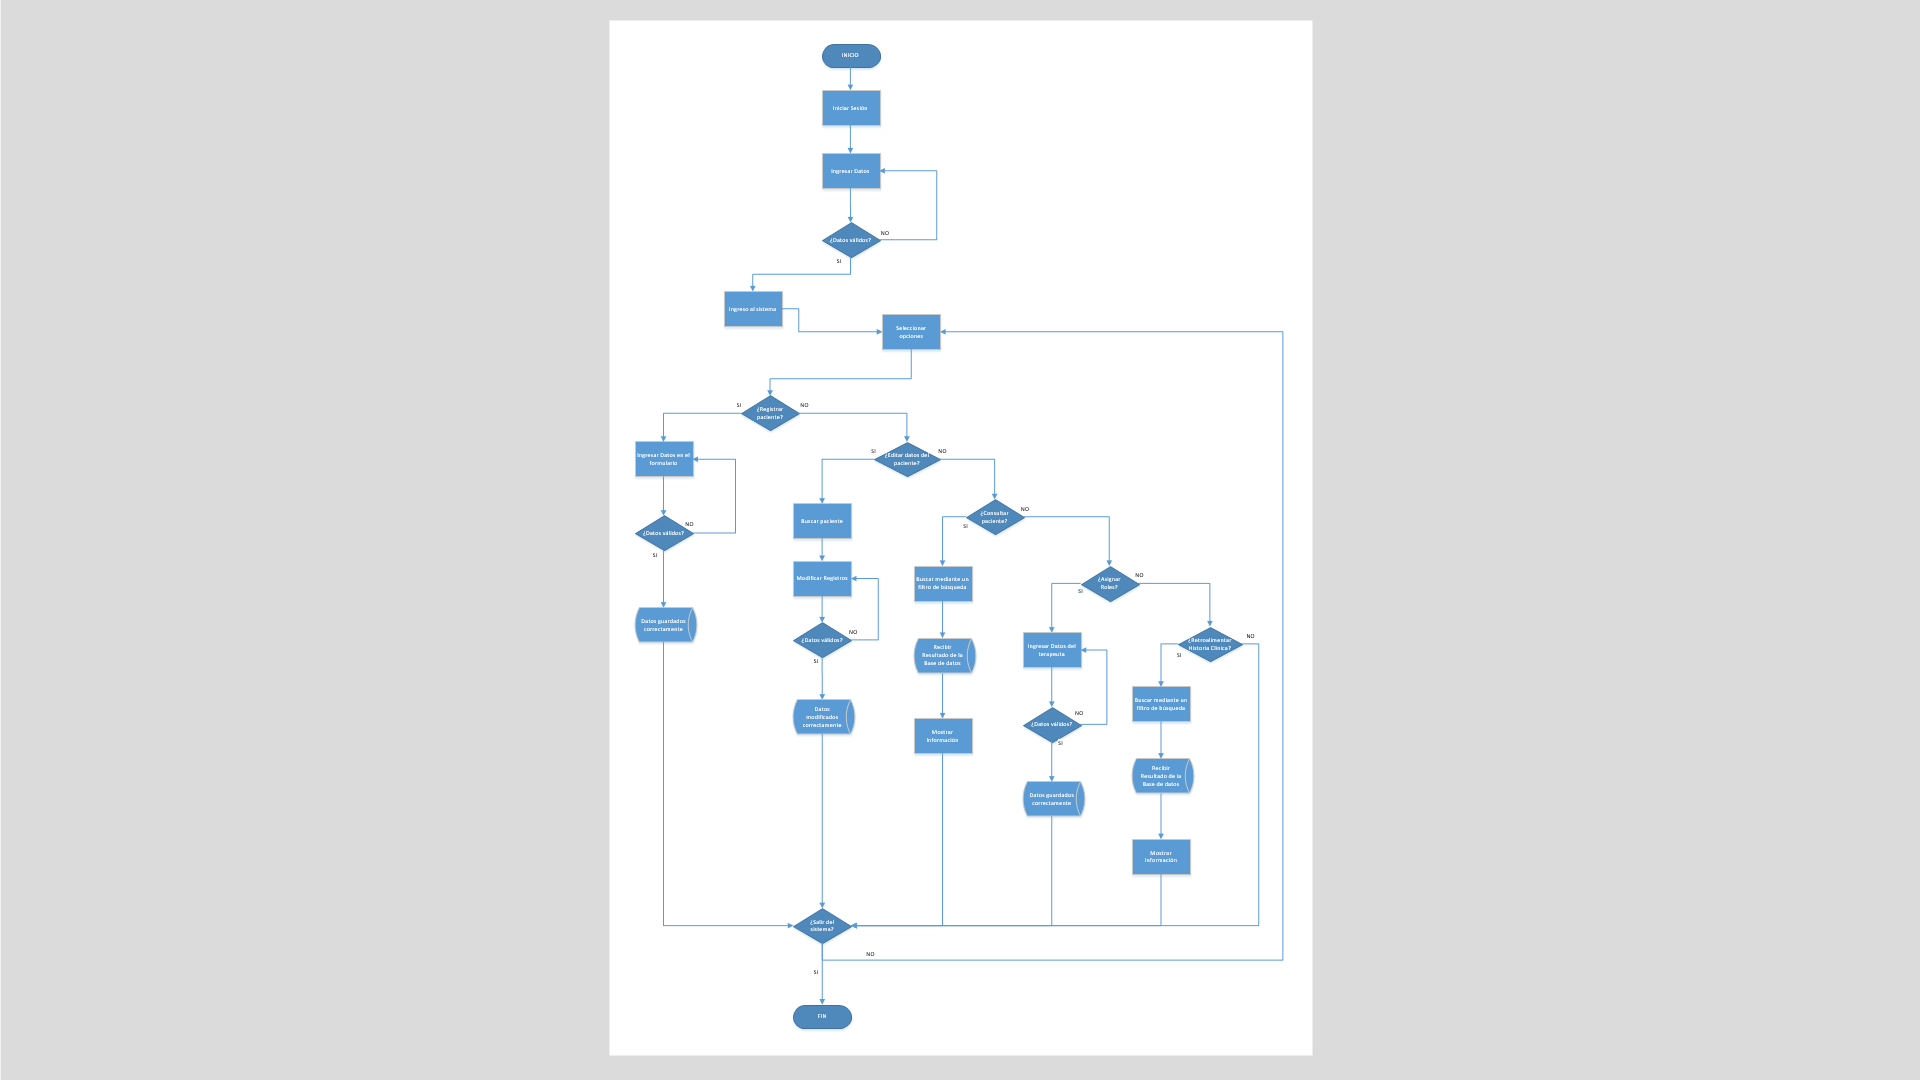 INICIO
Iniciar Sesión
Ingresar Datos
¿Datos válidos?
NO
SI
Ingreso al sistema
Seleccionar
opciones
SI
¿Registrar
paciente?
NO
Ingresar Datos en el
formulario
SI
¿Editar datos del
paciente?
NO
¿Datos válidos?
NO
SI
Buscar paciente
¿Consultar
paciente?
NO
SI
Modificar Registros
Buscar mediante un
filtro de búsqueda
¿Asignar
Roles?
NO
SI
Datos guardados
correctamente
¿Datos válidos?
NO
SI
Recibir
Resultado de la
Base de datos
Ingresar Datos del
terapeuta
¿Retroalimentar
Historia Clínica?
NO
SI
Datos
modificados
correctamente
Mostrar
Información
¿Datos válidos?
NO
SI
Buscar mediante un
filtro de búsqueda
Datos guardados
correctamente
Recibir
Resultado de la
Base de datos
Mostrar
Información
¿Salir del
sistema?
NO
SI
FIN